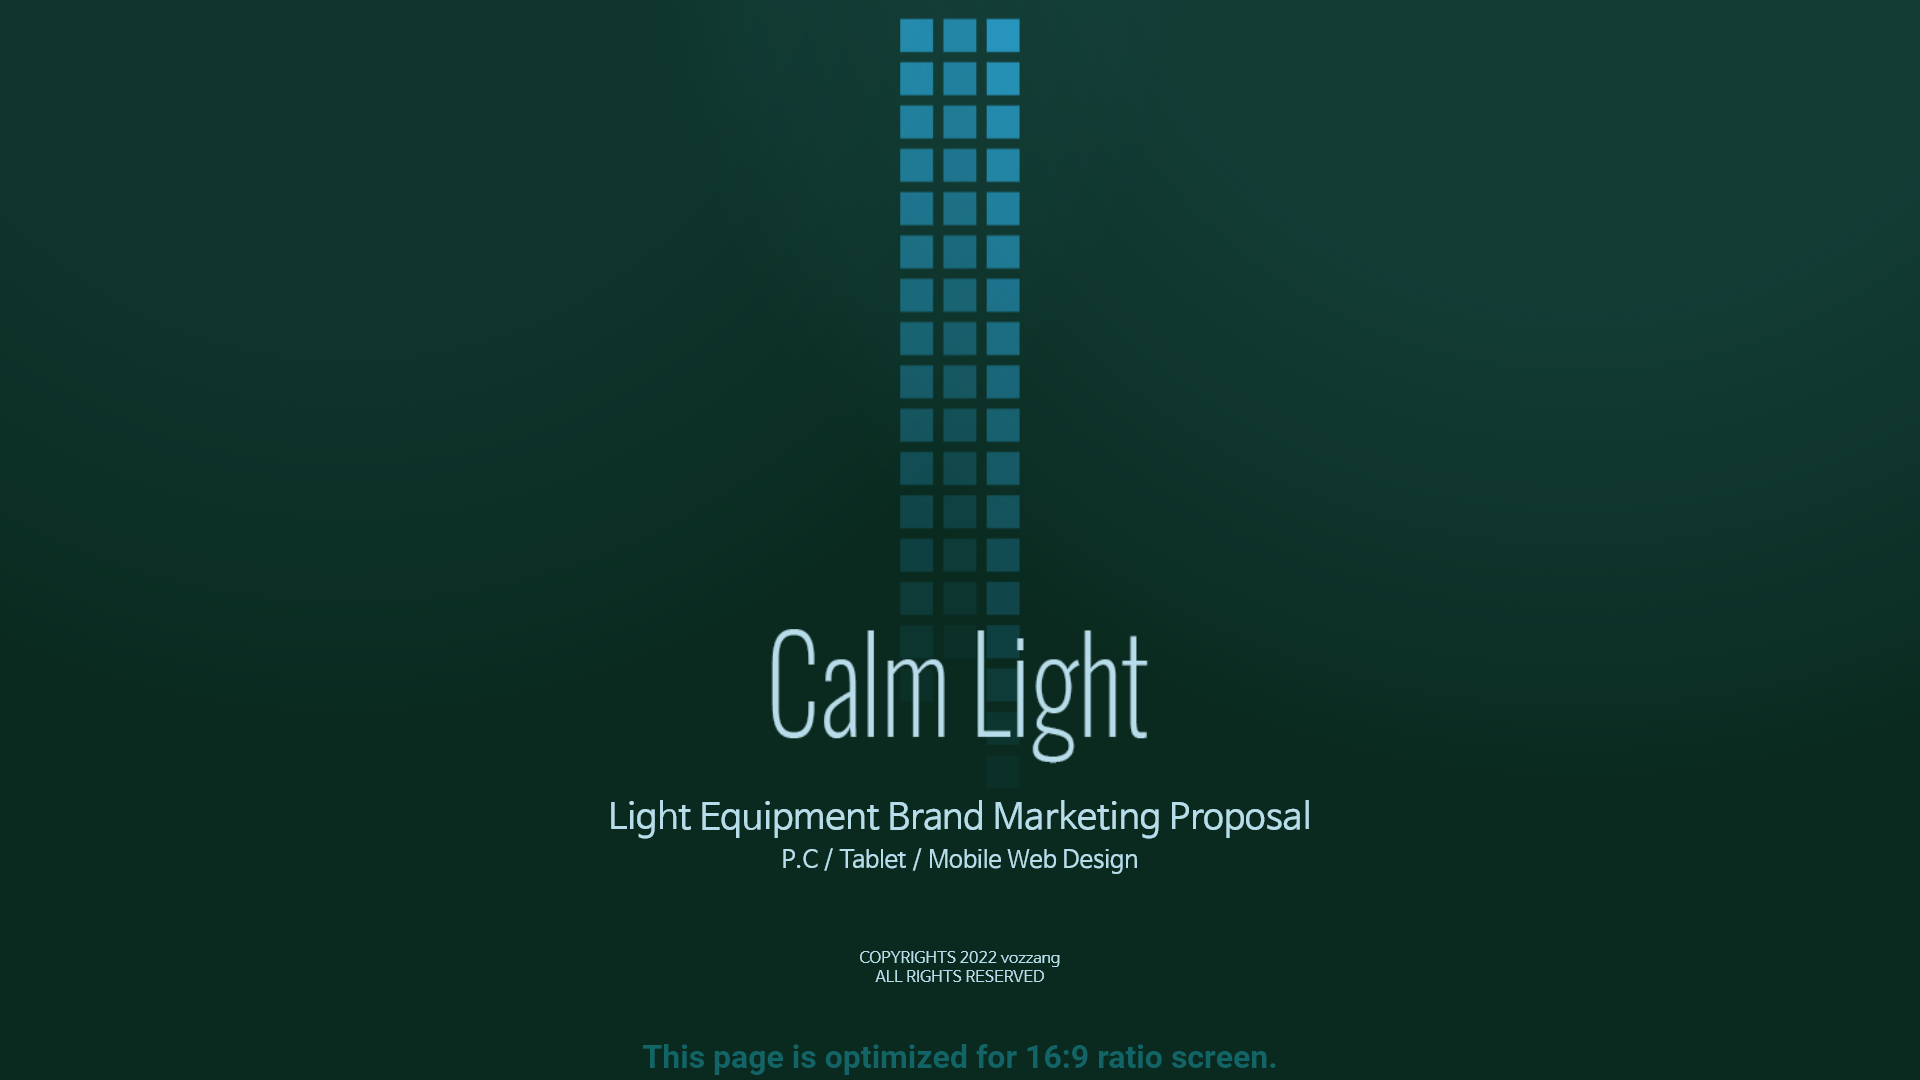 Calm Light
Light Equipment Brand Marketing Proposal
P.C / Tablet / Mobile Web Design
COPYRIGHTS 2022 vozzang
ALL RIGHTS RESERVED
This page is optimized for 16:9 ratio screen.